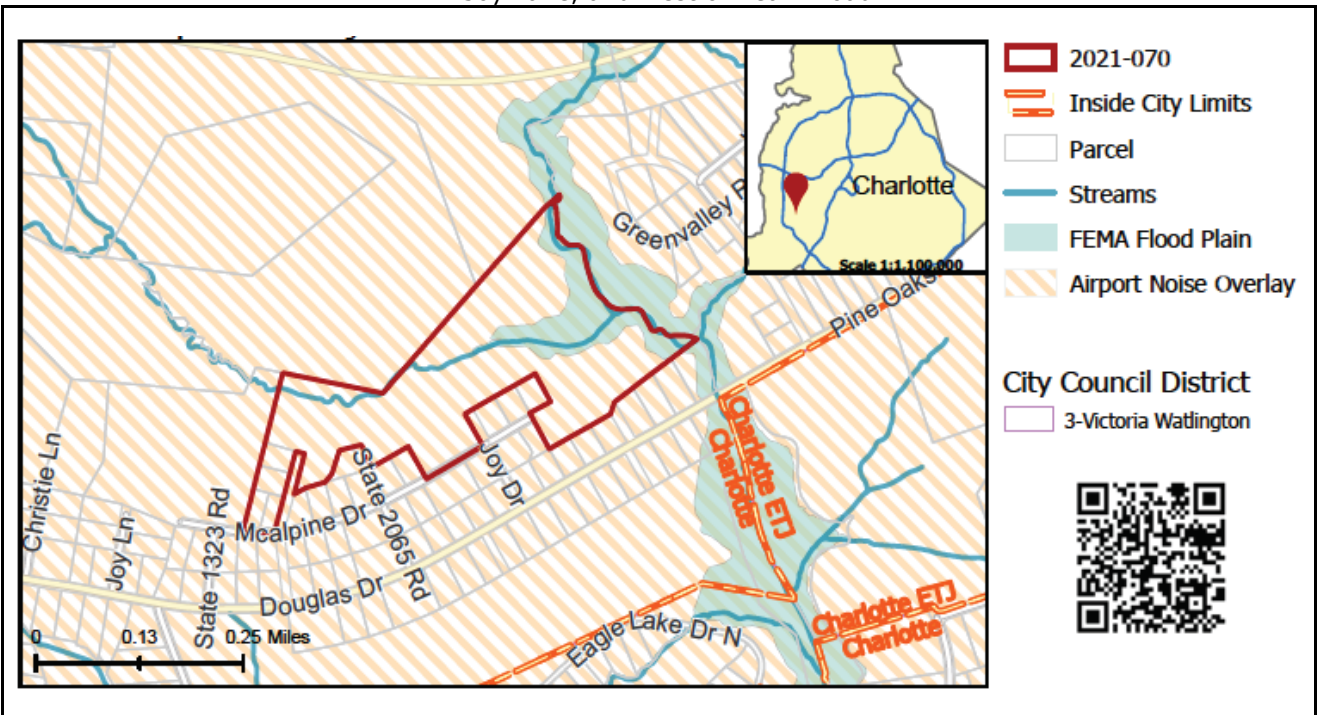 2021-070
Inside City Limits
Parcel
Streams
FEMA Flood Plain
Airport Noise Overlay
City Council District
3-Victoria Watlington
Charlotte
Scale 1:1,100,000
Greenvalley R
Pine Oaks
Charlotte ETJ
Charlotte
Christie Ln
Joy Ln
State 1323 Rd
Mcalpine Dr
State 2065 Rd
Joy Dr
Douglas Dr
Eagle Lake Dr N
Charlotte ETJ
Charlotte
0 0.13 0.25 Miles